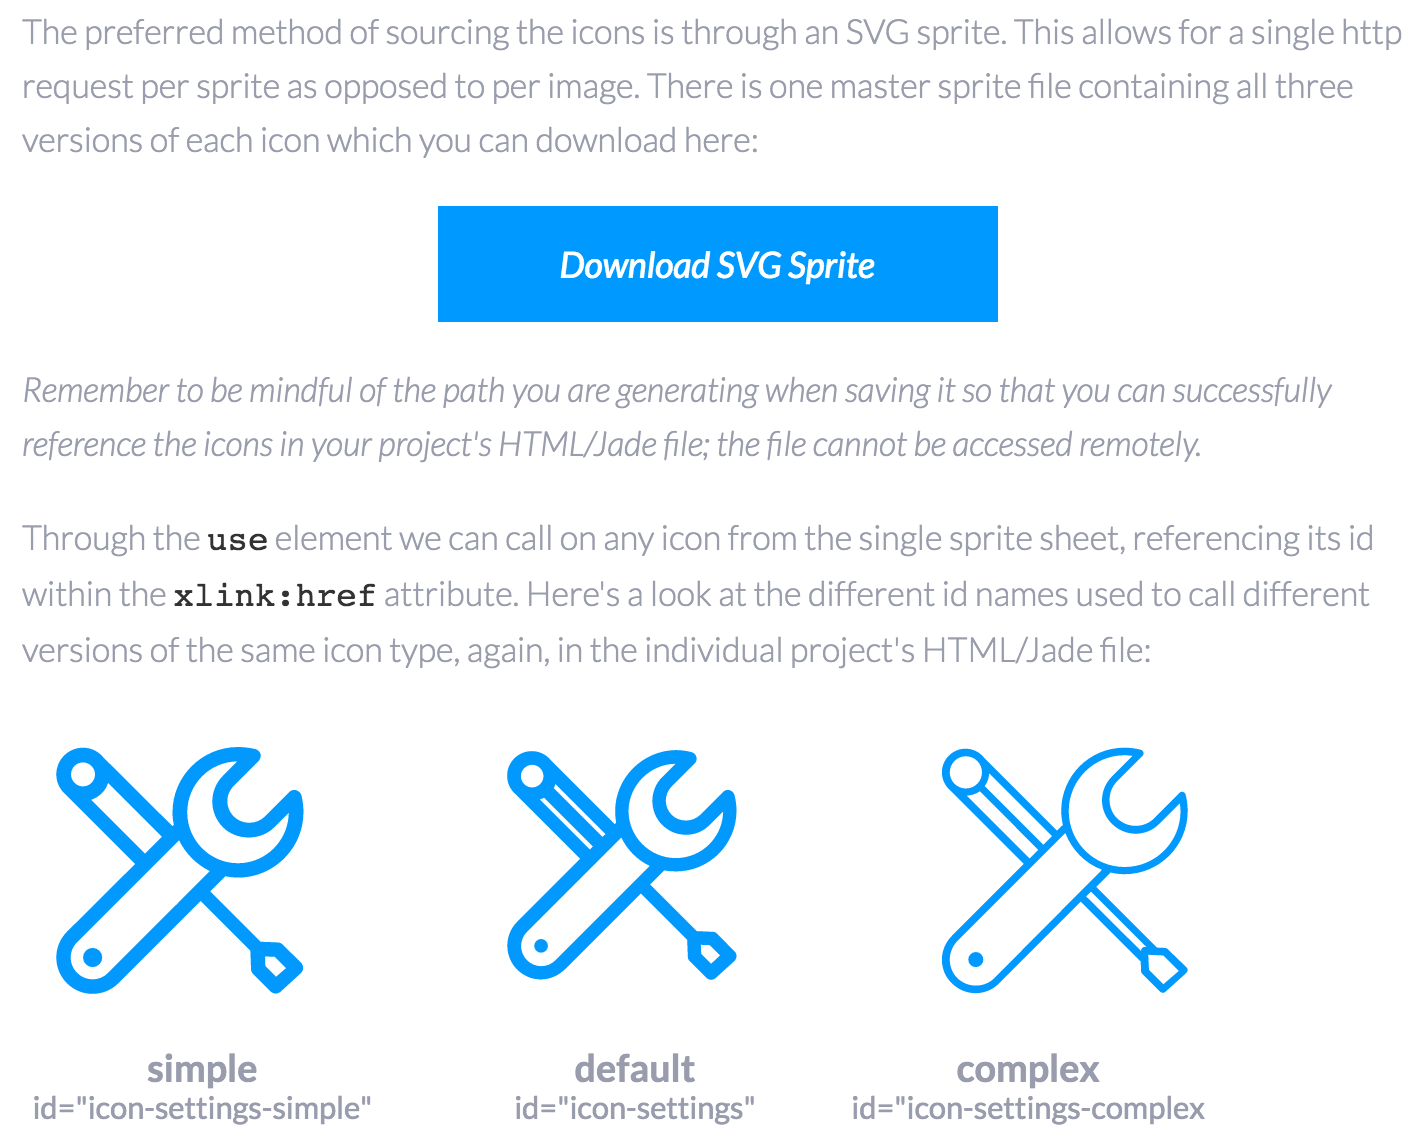 The preferred method of sourcing the icons is through an SVG sprite. This allows for a single http
request per sprite as opposed to per image. There is one master sprite file containing all three
versions of each icon which you can download here:
Download SVG Sprite
Remember to be mindful of the path you are generating when saving it so that you can successfully
reference the icons in your project's HTML/Jade file; the file cannot be accessed remotely.
Through the use element we can call on any icon from the single sprite sheet, referencing its id
within the xlink:href attribute. Here's a look at the different id names used to call different
versions of the same icon type, again, in the individual project's HTML/Jade file:
simple default complex
id="icon-settings-simple" id="icon-settings" id="icon-settings-complex